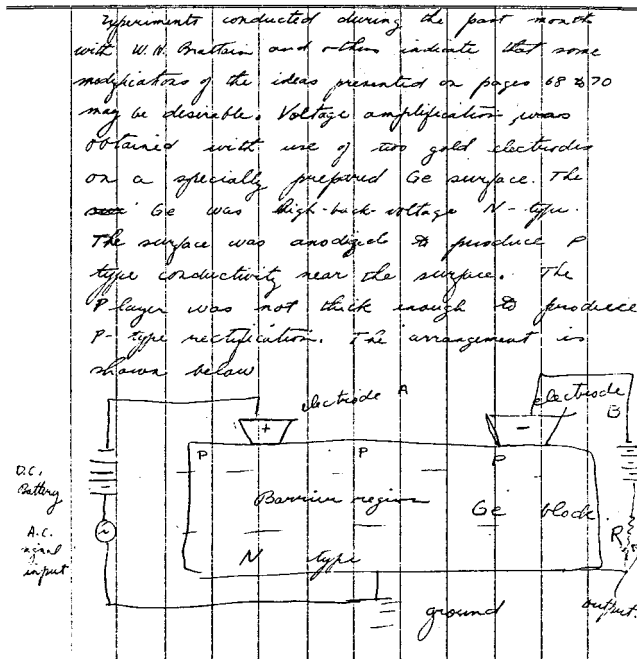 Experiments conducted during the past month
with W.H. Brattain and others indicate that some
modifications of the ideas presented on pages 68 to 70
may be desirable. Voltage amplification was
obtained with use of two gold electrodes
on a specially prepared Ge surface. The
Ge was high-back-voltage N-type.
The surface was anodized to produce P
type conductivity near the surface. The
P layer was not thick enough to produce
P-type rectification. The arrangement is
shown below
electrode A
electrode B
+
-
P P P
D.C. Battery
Barrier region
Ge block
A.C. signal input
N type
R
ground
output.